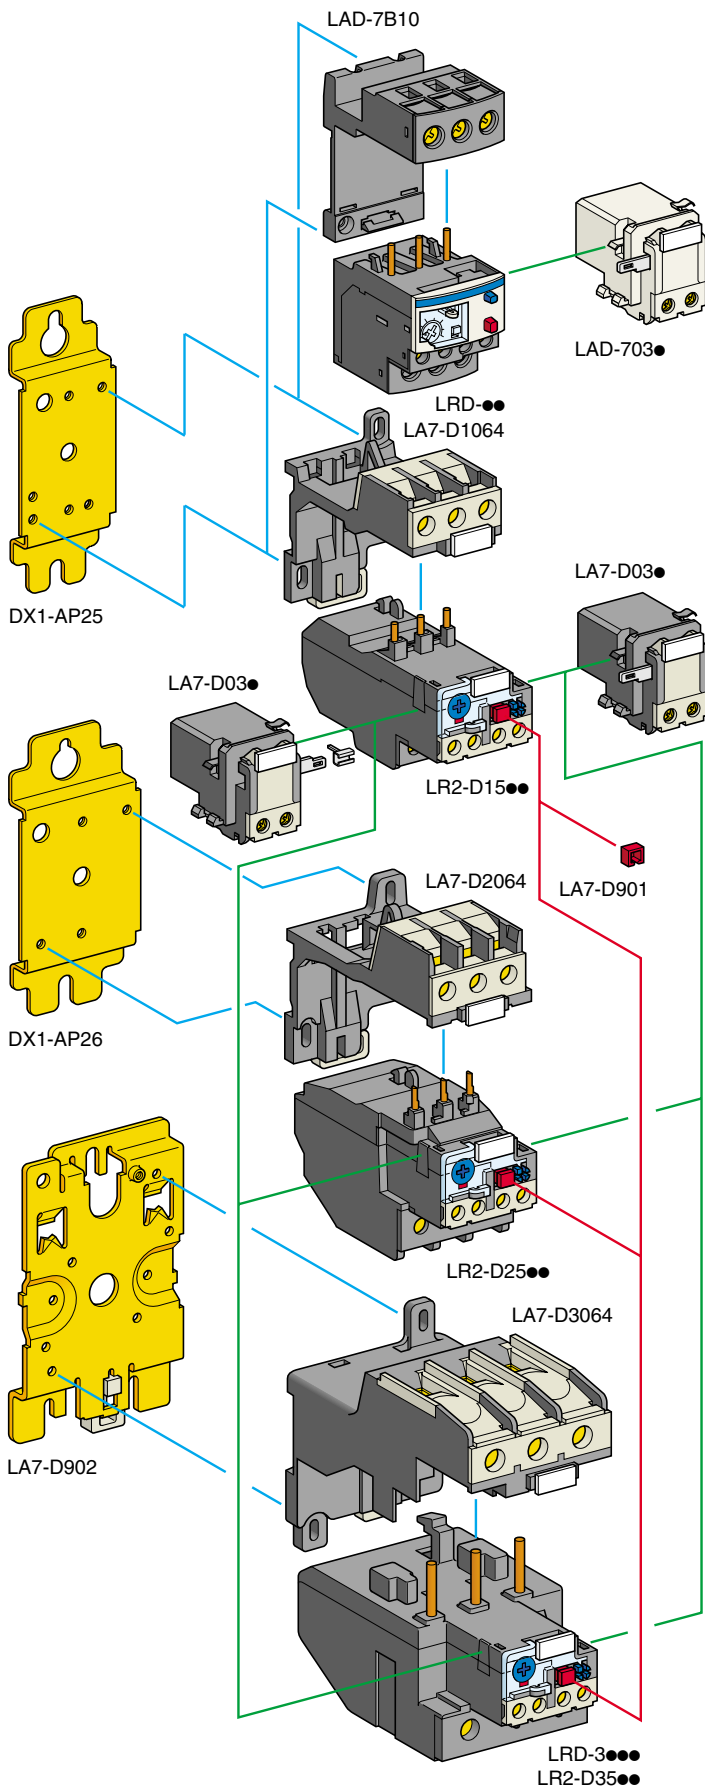 LAD-7B10
LAD-703●
LRD-●●
LA7-D1064
DX1-AP25
LA7-D03●
LA7-D03●
LR2-D15●●
LA7-D901
LA7-D2064
DX1-AP26
LR2-D25●●
LA7-D3064
LA7-D902
LRD-3●●●
LR2-D35●●